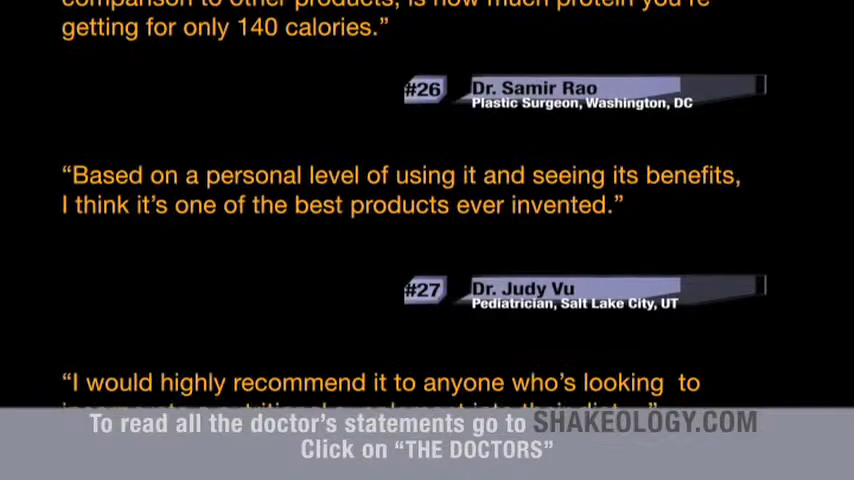 comparison to other products, is how much protein you're
getting for only 140 calories.”
#26 Dr. Samir Rao
Plastic Surgeon, Washington, DC
“Based on a personal level of using it and seeing its benefits,
I think it’s one of the best products ever invented.”
#27 Dr. Judy Vu
Pediatrician, Salt Lake City, UT
“I would highly recommend it to anyone who’s looking to
To read all the doctor’s statements go to SHAKEOLOGY.COM
Click on “THE DOCTORS”